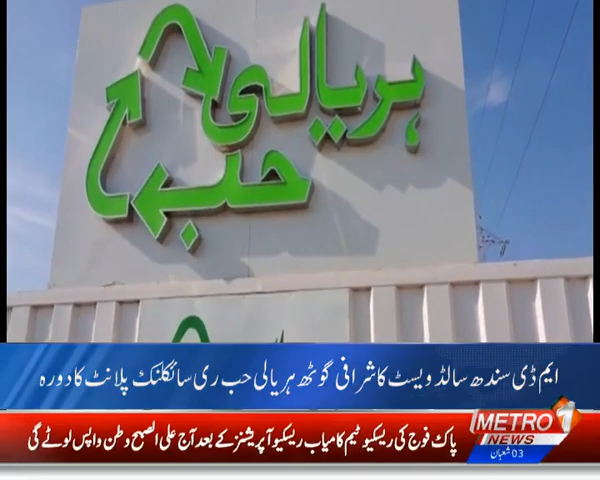 ہریالی
حب
ایم ڈی سندھ سالڈ ویسٹ کا شرافی گوٹھ ہریالی حب ری سائکلنگ پلانٹ کا دورہ
پاک فوج کی ریسکیو ٹیم کامیاب ریسکیو آپریشنز کے بعد آج علی الصبح وطن واپس لوٹے گی
METRO 1
NEWS
03 شعبان